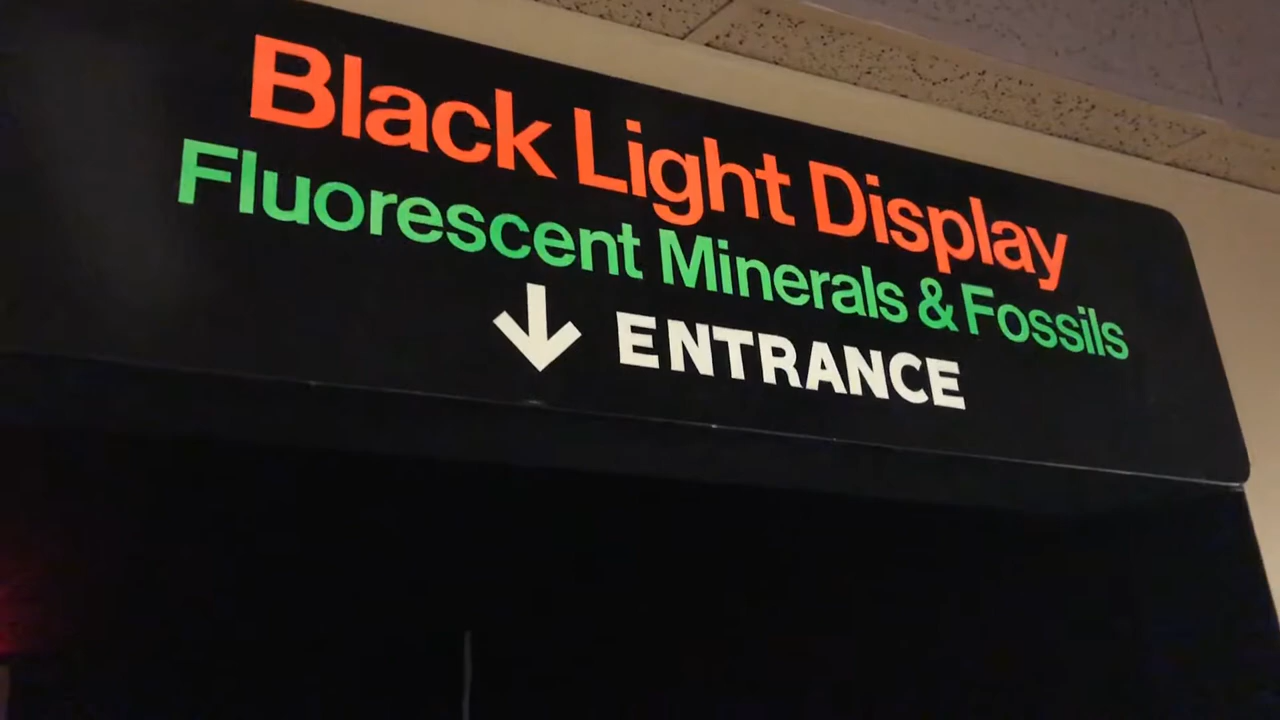 Black Light Display
Fluorescent Minerals & Fossils
↓ ENTRANCE